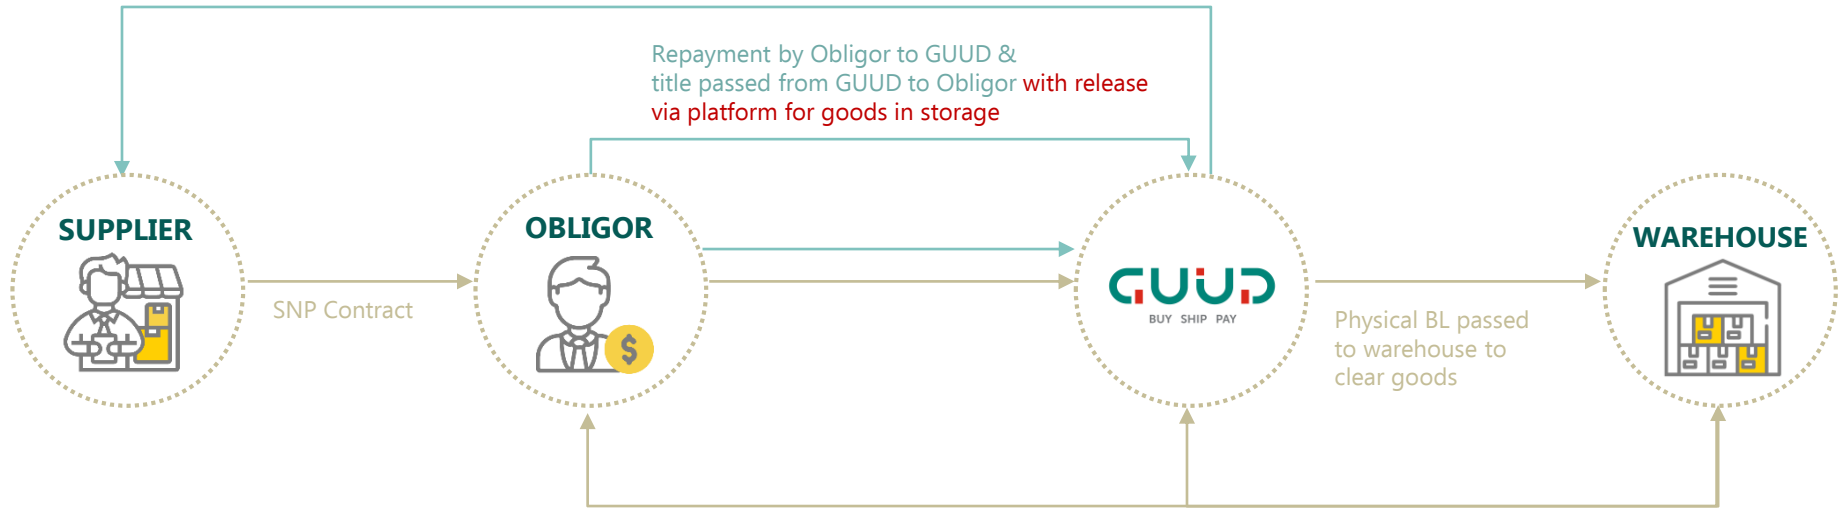 Repayment by Obligor to GUUD &
title passed from GUUD to Obligor with release
via platform for goods in storage
SUPPLIER
OBLIGOR
WAREHOUSE
$
GUUD
BUY SHIP PAY
SNP Contract
Physical BL passed
to warehouse to
clear goods